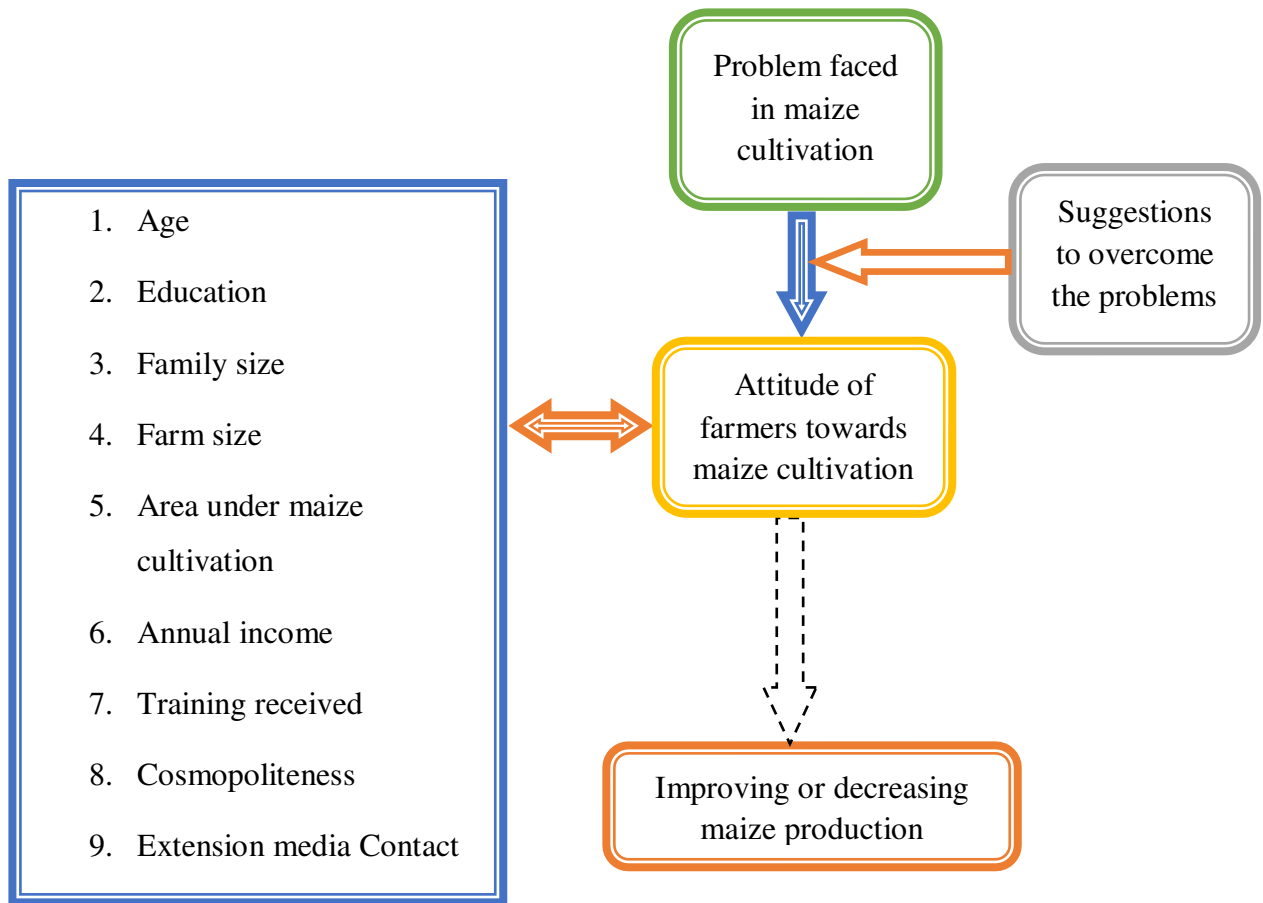 Problem faced
in maize
cultivation
Suggestions
to overcome
the problems
1. Age
2. Education
3. Family size
4. Farm size
5. Area under maize
cultivation
6. Annual income
7. Training received
8. Cosmopoliteness
9. Extension media Contact
Attitude of
farmers towards
maize cultivation
Improving or decreasing
maize production